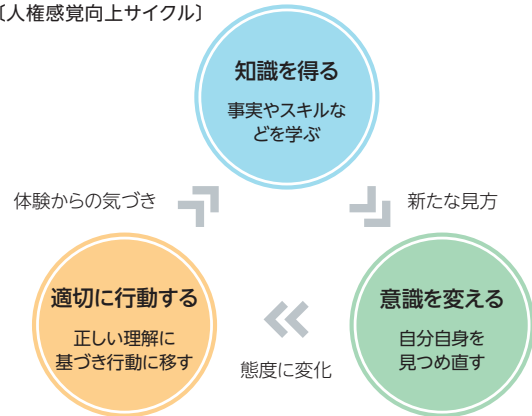 〔人権感覚向上サイクル〕
知識を得る
事実やスキルな
どを学ぶ
体験からの気づき
新たな見方
適切に行動する
正しい理解に
基づき行動に移す
意識を変える
自分自身を
見つめ直す
態度に変化